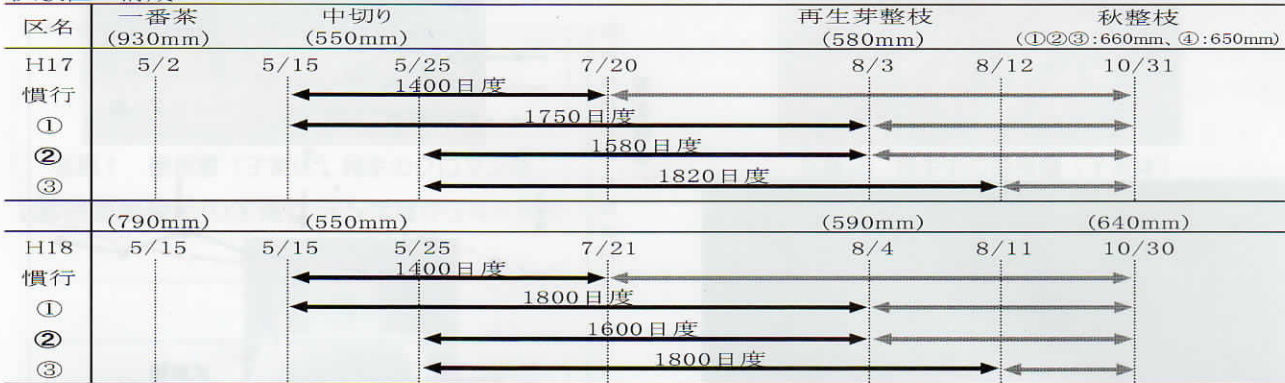 区名 一番茶 中切り 再生芽整枝 秋整枝
(930mm) (550mm) (580mm) (①②③:660mm、④:650mm)
H17 5/2 5/15 5/25 7/20 8/3 8/12 10/31
慣行 1400日度
① 1750日度
② 1580日度
③ 1820日度
(790mm) (550mm) (590mm) (640mm)
H18 5/15 5/15 5/25 7/21 8/4 8/11 10/30
慣行 1400日度
① 1800日度
② 1600日度
③ 1800日度